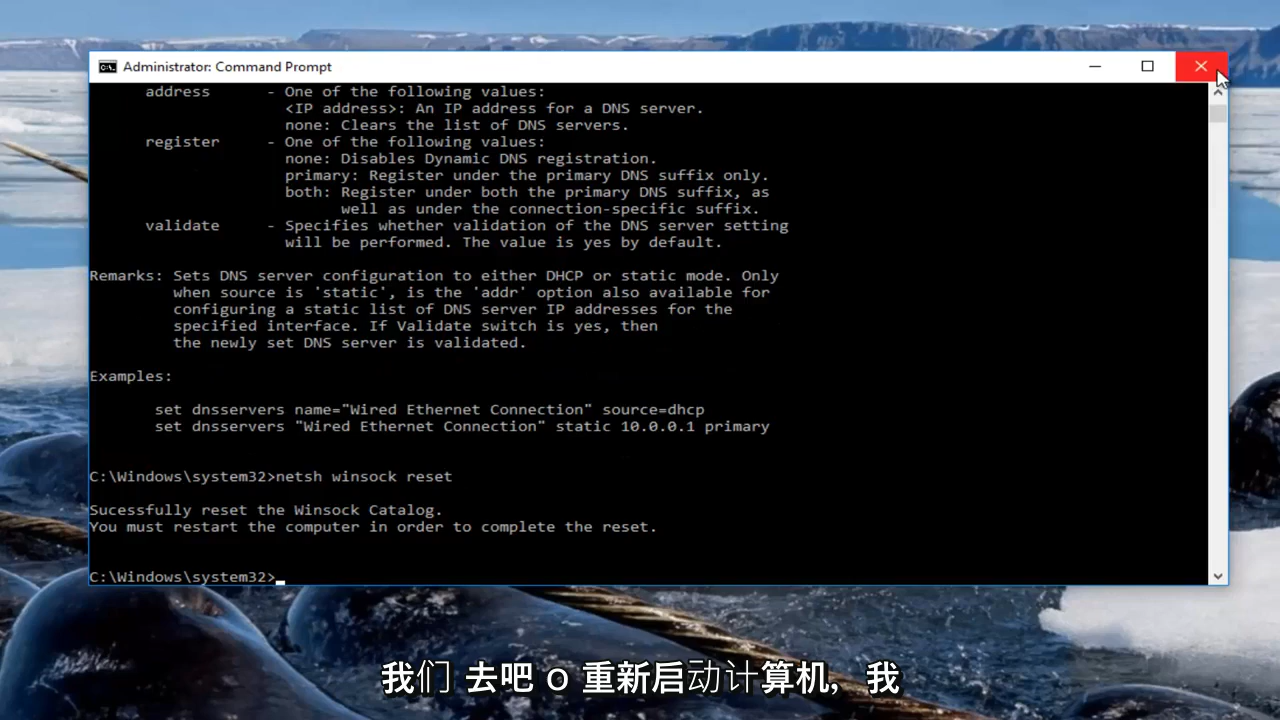 Administrator: Command Prompt
address - One of the following values:
<IP address>: An IP address for a DNS server.
none: Clears the list of DNS servers.
register - One of the following values:
none: Disables Dynamic DNS registration.
primary: Register under the primary DNS suffix only.
both: Register under both the primary DNS suffix, as
well as under the connection-specific suffix.
validate - Specifies whether validation of the DNS server setting
will be performed. The value is yes by default.
Remarks: Sets DNS server configuration to either DHCP or static mode. Only
when source is 'static', is the 'addr' option also available for
configuring a static list of DNS server IP addresses for the
specified interface. If Validate switch is yes, then
the newly set DNS server is validated.
Examples:
set dnsservers name="Wired Ethernet Connection" source=dhcp
set dnsservers "Wired Ethernet Connection" static 10.0.0.1 primary
C:\Windows\system32>netsh winsock reset
Sucessfully reset the Winsock Catalog.
You must restart the computer in order to complete the reset.
C:\Windows\system32>
我们 去吧 o 重新启动计算机, 我